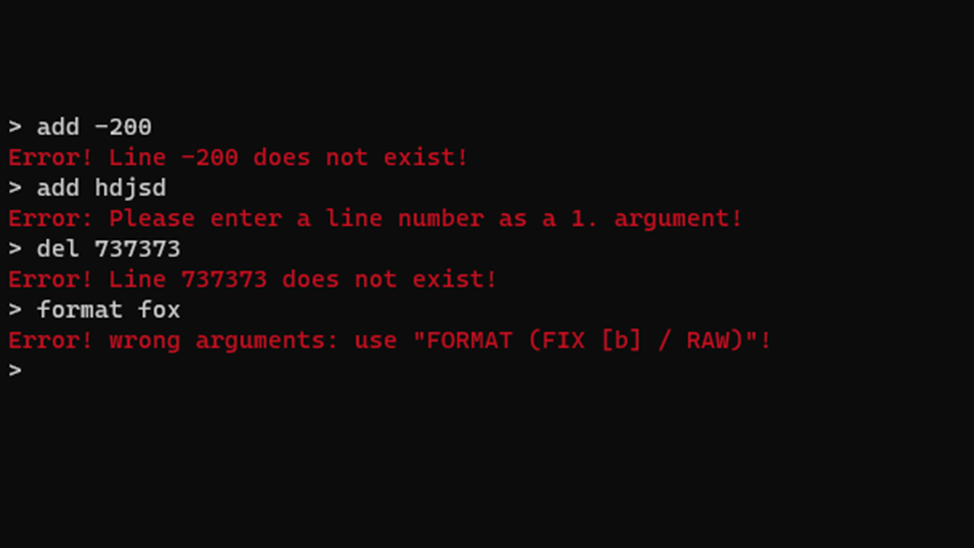 > add -200
Error! Line -200 does not exist!
> add hdjsd
Error: Please enter a line number as a 1. argument!
> del 737373
Error! Line 737373 does not exist!
> format fox
Error! wrong arguments: use "FORMAT (FIX [b] / RAW)"!
>